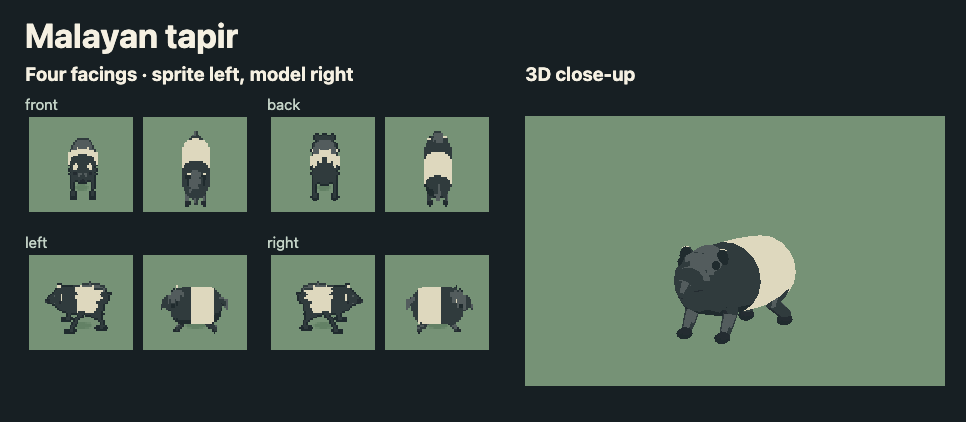 Malayan tapir
Four facings · sprite left, model right
3D close-up
front
back
left
right